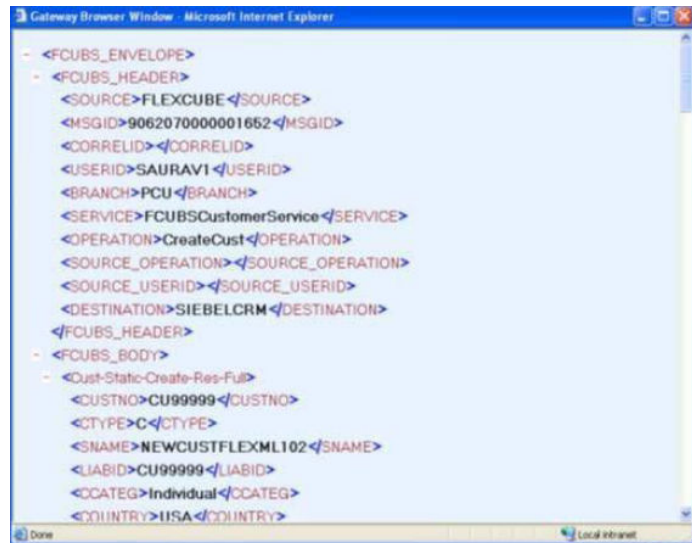 Gateway Browser Window - Microsoft Internet Explorer
- <FCUBS_ENVELOPE>
- <FCUBS_HEADER>
<SOURCE>FLEXCUBE</SOURCE>
<MSGID>9062070000001652</MSGID>
<CORRELID></CORRELID>
<USERID>SAURAV1</USERID>
<BRANCH>PCU</BRANCH>
<SERVICE>FCUBSCustomerService</SERVICE>
<OPERATION>CreateCust</OPERATION>
<SOURCE_OPERATION></SOURCE_OPERATION>
<SOURCE_USERID></SOURCE_USERID>
<DESTINATION>SIEBELCRM</DESTINATION>
</FCUBS_HEADER>
- <FCUBS_BODY>
- <Cust-Static-Create-Res-Full>
<CUSTNO>CU99999</CUSTNO>
<CTYPE>C</CTYPE>
<SNAME>NEWCUSTFLEXML102</SNAME>
<LIABID>CU99999</LIABID>
<CCATEG>Individual</CCATEG>
<COUNTRY>USA</COUNTRY>
Done Local intranet